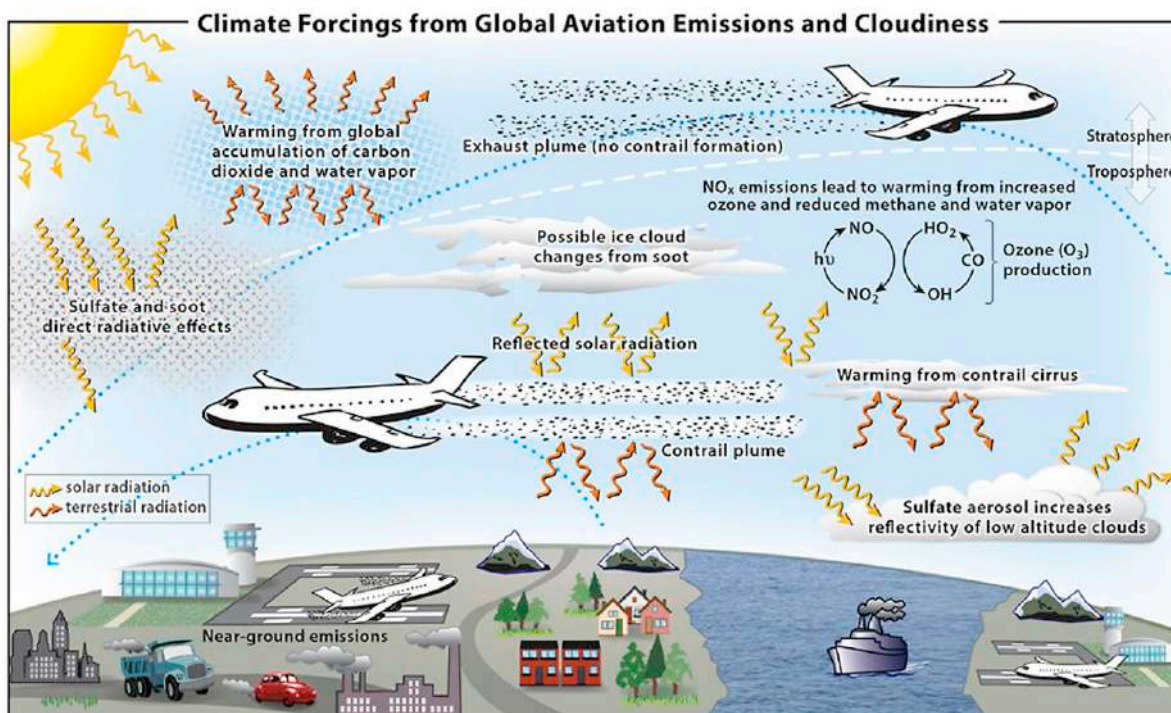 Climate Forcings from Global Aviation Emissions and Cloudiness
Warming from global
accumulation of carbon
dioxide and water vapor
Exhaust plume (no contrail formation)
Stratosphere
Troposphere
NOx emissions lead to warming from increased
ozone and reduced methane and water vapor
NO
HO2
hυ
CO
NO2
OH
Ozone (O3)
production
Possible ice cloud
changes from soot
Sulfate and soot
direct radiative effects
Reflected solar radiation
Warming from contrail cirrus
Contrail plume
solar radiation
terrestrial radiation
Sulfate aerosol increases
reflectivity of low altitude clouds
Near-ground emissions